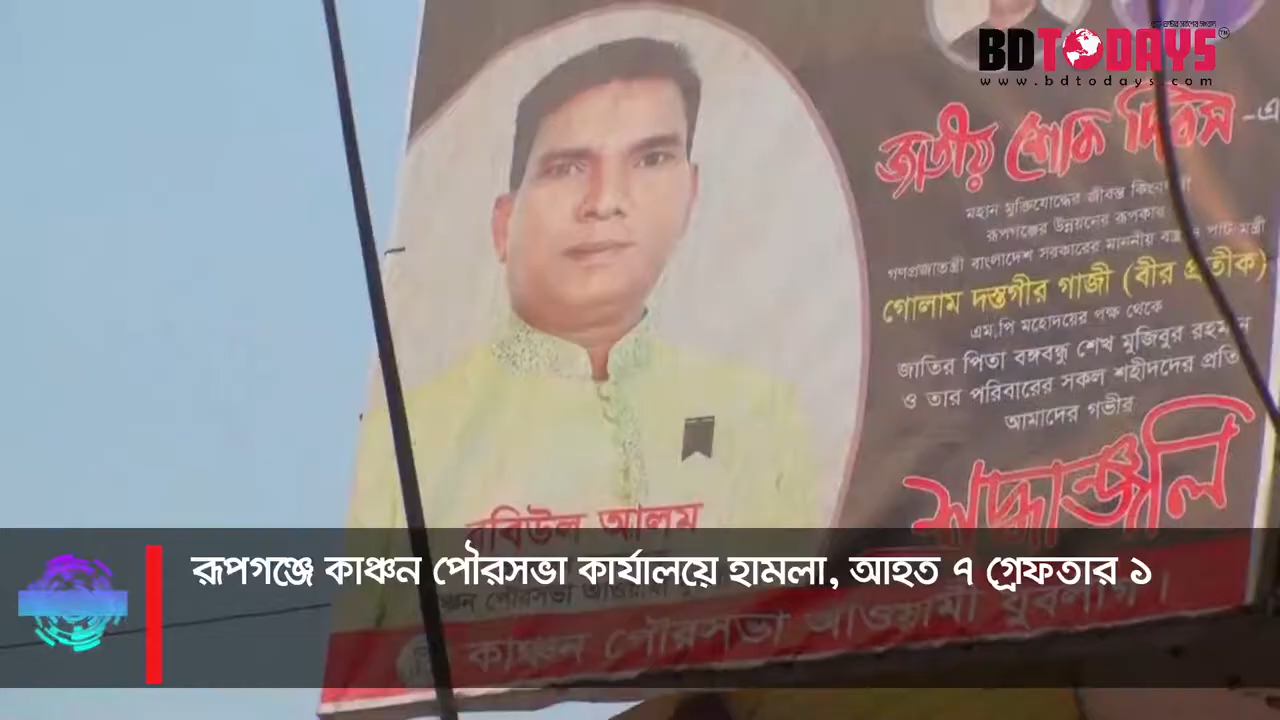 BDTODAYS
www.bdtodays.com
জাতীয় শোক দিবস -এ
মহান মুক্তিযোদ্ধের জীবন্ত
রূপগঞ্জের উন্নয়নের রূপকার
গণপ্রজাতন্ত্রী বাংলাদেশ সরকারের মাননীয় বস্ত্র ও পাট মন্ত্রী
গোলাম দস্তগীর গাজী (বীর প্রতীক)
এম.পি মহোদয়ের পক্ষ থেকে
জাতির পিতা বঙ্গবন্ধু শেখ মুজিবুর রহমান
ও তার পরিবারের সকল শহীদদের প্রতি
আমাদের গভীর
শ্রদ্ধাঞ্জলি
রবিউল আলম
রূপগঞ্জে কাঞ্চন পৌরসভা কার্যালয়ে হামলা, আহত ৭ গ্রেফতার ১
কাঞ্চন পৌরসভা আওয়ামী যুবলীগ।